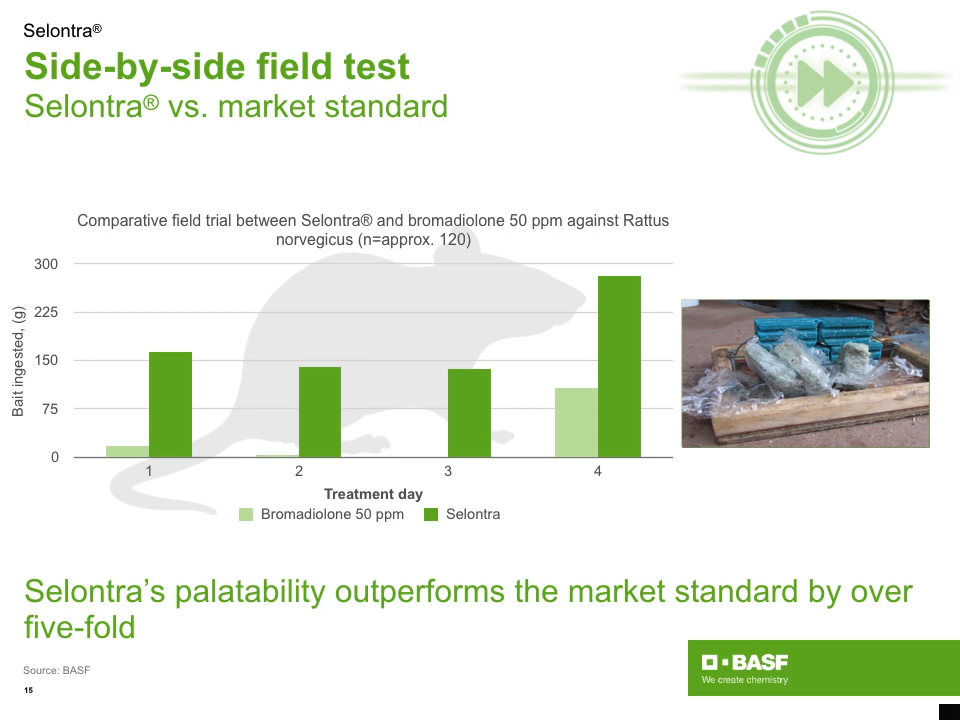 Selontra®
Side-by-side field test
Selontra® vs. market standard
Comparative field trial between Selontra® and bromadiolone 50 ppm against Rattus
norvegicus (n=approx. 120)
Bait ingested, (g)
300
225
150
75
0
1 2 3 4
Treatment day
Bromadiolone 50 ppm Selontra
Selontra’s palatability outperforms the market standard by over
five-fold
Source: BASF
15
BASF
We create chemistry